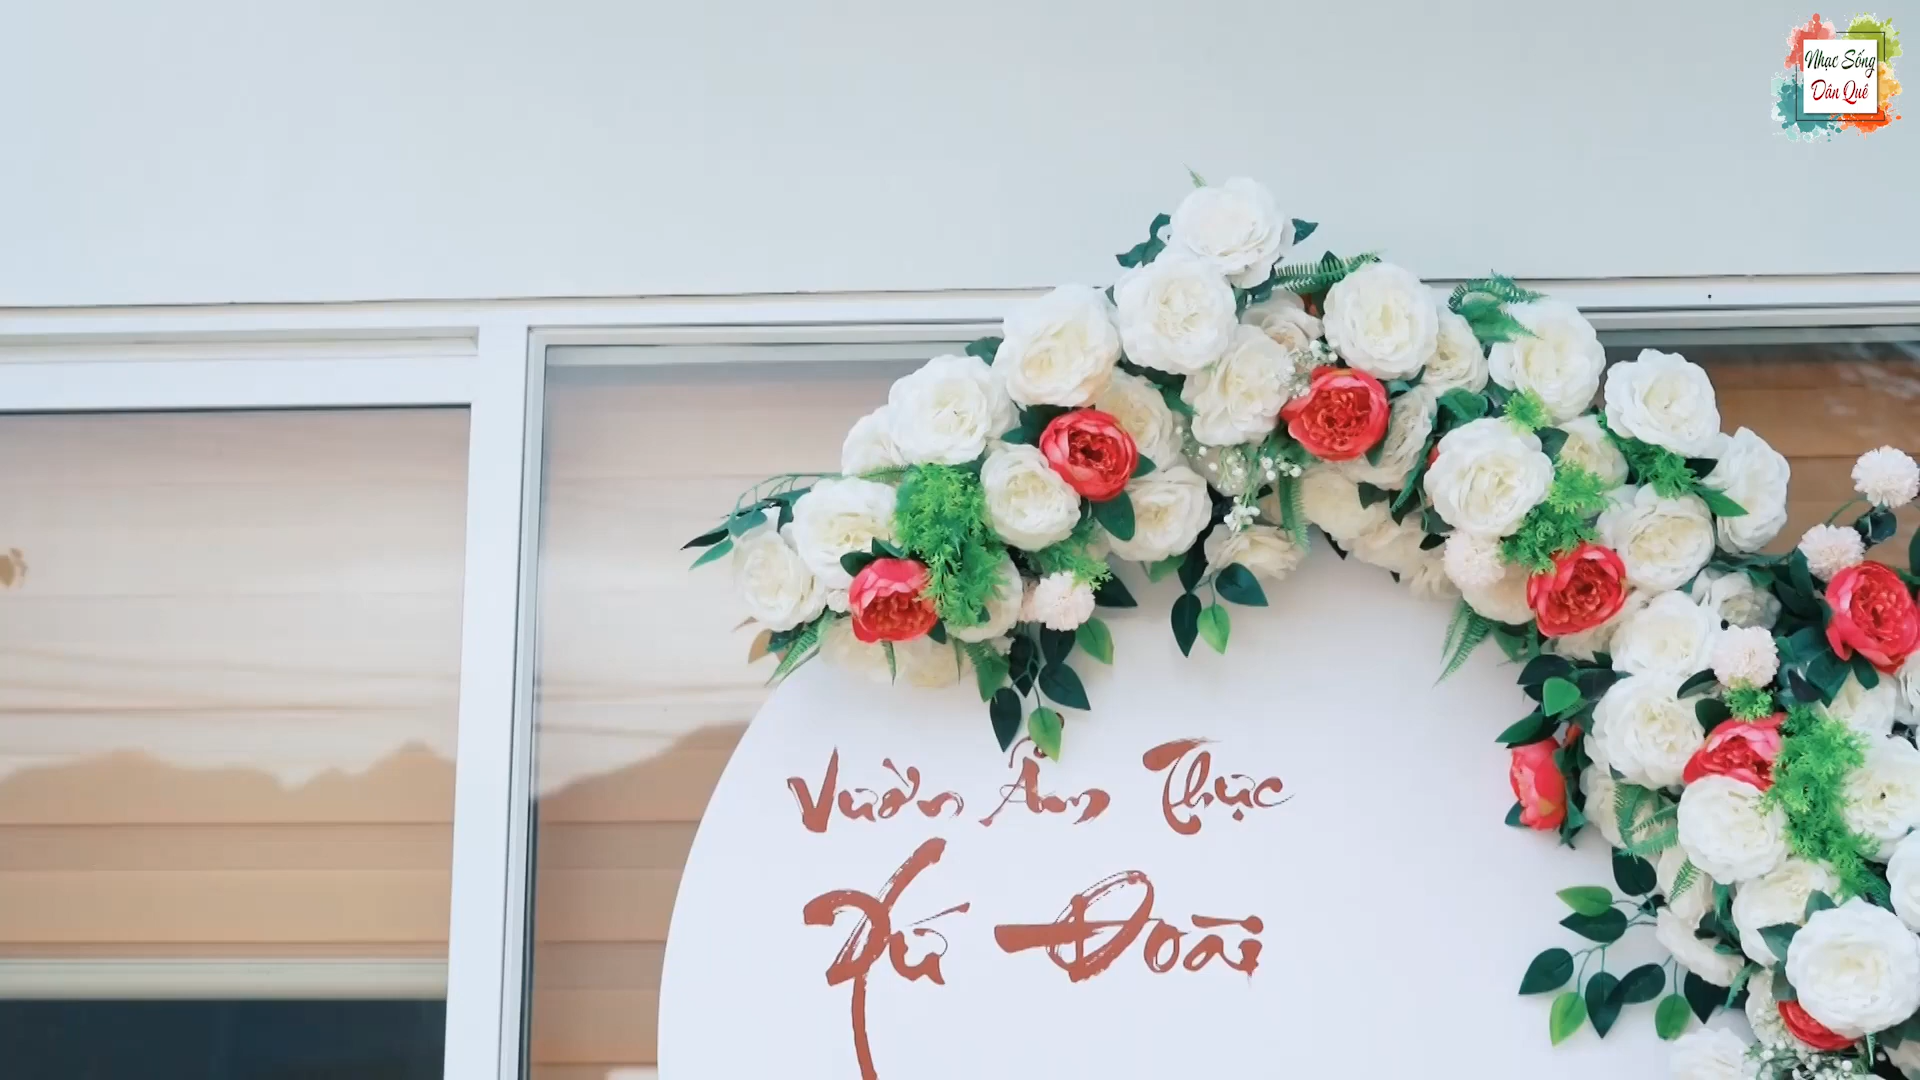 Nhạc Sống
Dân Quê
Vườn Ẩm Thực
Xứ Đoài